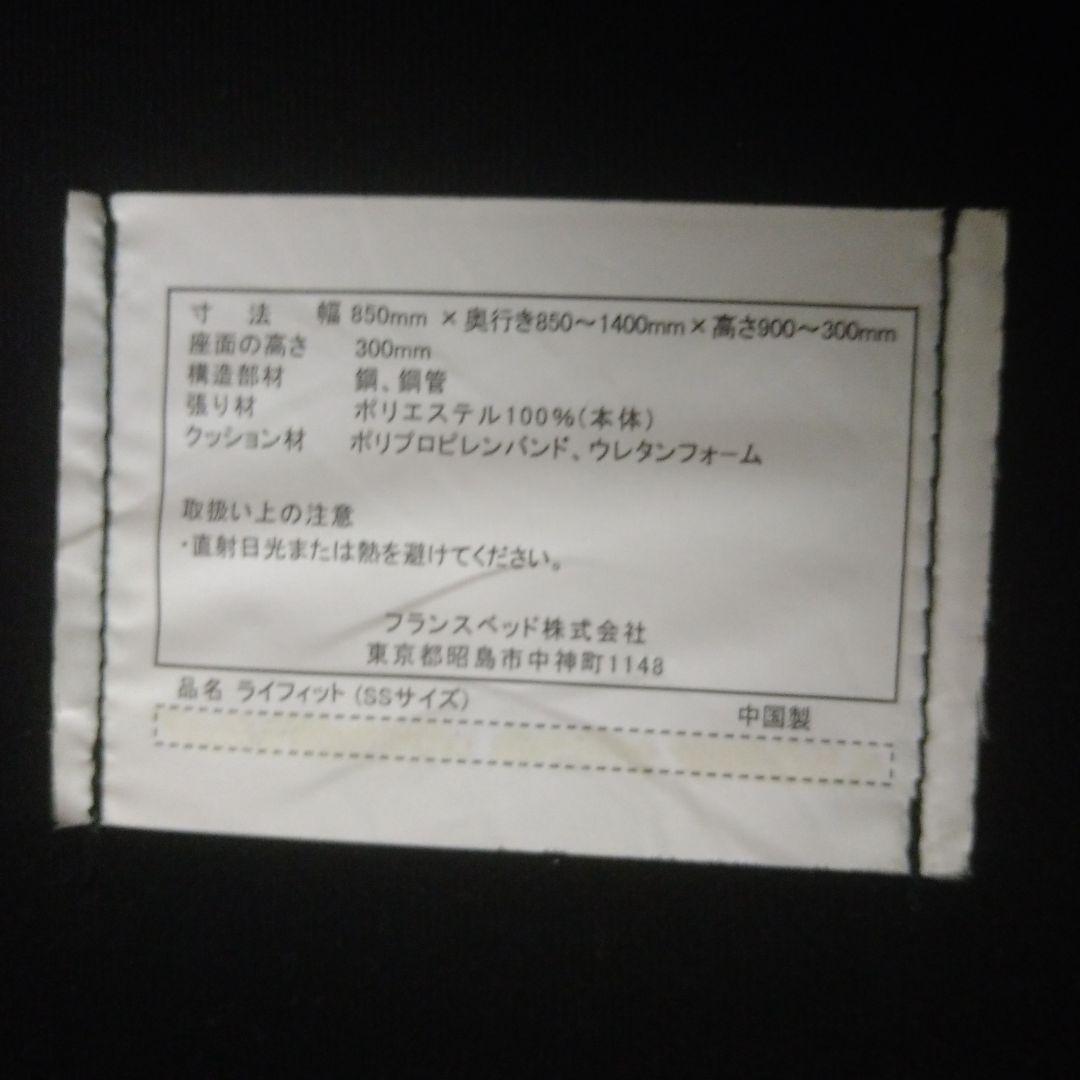 寸 法 幅 850mm × 奥行き850～1400mm×高さ900～300mm
座面の高さ 300mm
構造部材 鋼、鋼管
張り材 ポリエステル100%(本体)
クッション材 ポリプロピレンバンド、ウレタンフォーム
取扱い上の注意
・直射日光または熱を避けてください。
フランスベッド株式会社
東京都昭島市中神町1148
品名 ライフィット (SSサイズ) 中国製